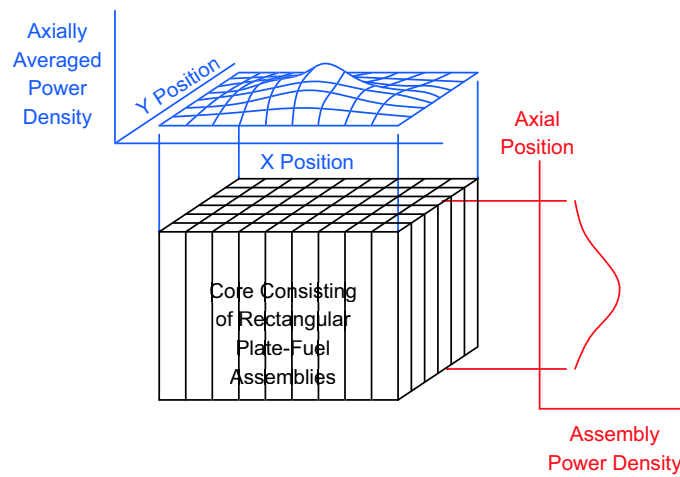 Axially
Averaged
Power
Density
Y Position
X Position
Axial
Position
Core Consisting
of Rectangular
Plate-Fuel
Assemblies
Assembly
Power Density